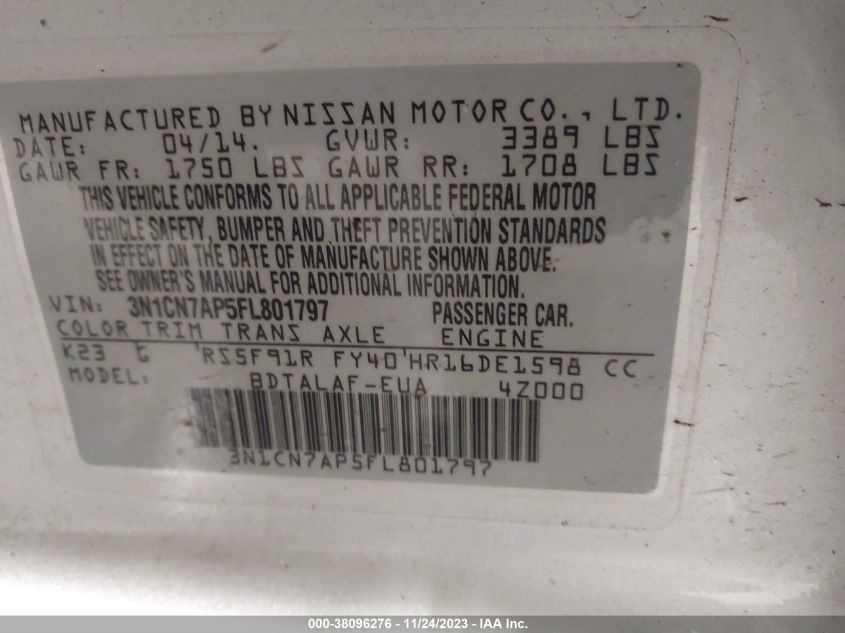 MANUFACTURED BY NISSAN MOTOR CO., LTD.
DATE: 04/14. GVWR: 3389 LBS
GAWR FR: 1750 LBS GAWR RR: 1708 LBS
THIS VEHICLE CONFORMS TO ALL APPLICABLE FEDERAL MOTOR
VEHICLE SAFETY, BUMPER AND THEFT PREVENTION STANDARDS
IN EFFECT ON THE DATE OF MANUFACTURE SHOWN ABOVE.
SEE OWNER'S MANUAL FOR ADDITIONAL INFORMATION.
VIN: 3N1CN7AP5FL801797 PASSENGER CAR.
COLOR TRIM TRANS AXLE ENGINE
K23 G RS5F91R FY40 HR16DE1598 CC
MODEL: BDTALAF-EUA 4Z000
3N1CN7AP5FL801797
000-38096276 - 11/24/2023 - IAA Inc.